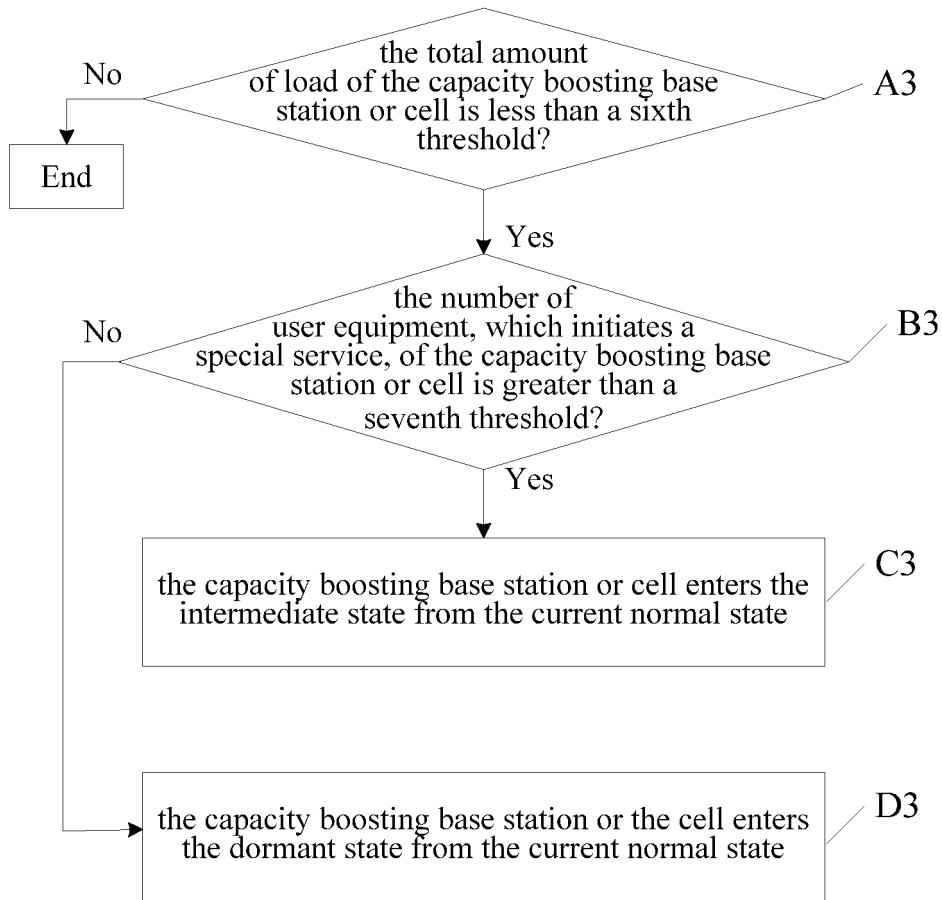 the total amount
of load of the capacity boosting base
station or cell is less than a sixth
threshold?
No
A3
End
Yes
the number of
user equipment, which initiates a
special service, of the capacity boosting base
station or cell is greater than a
seventh threshold?
No
B3
Yes
the capacity boosting base station or cell enters the
intermediate state from the current normal state
C3
the capacity boosting base station or the cell enters
the dormant state from the current normal state
D3